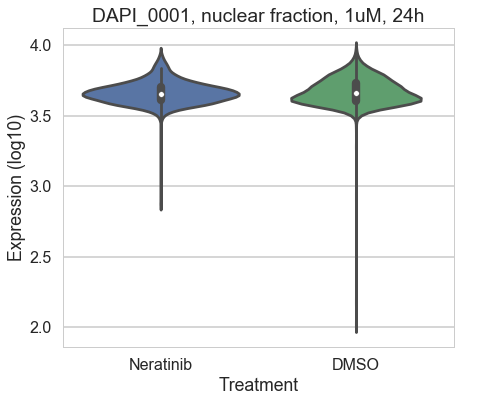 DAPI_0001, nuclear fraction, 1uM, 24h
Expression (log10)
4.0
3.5
3.0
2.5
2.0
Neratinib DMSO
Treatment